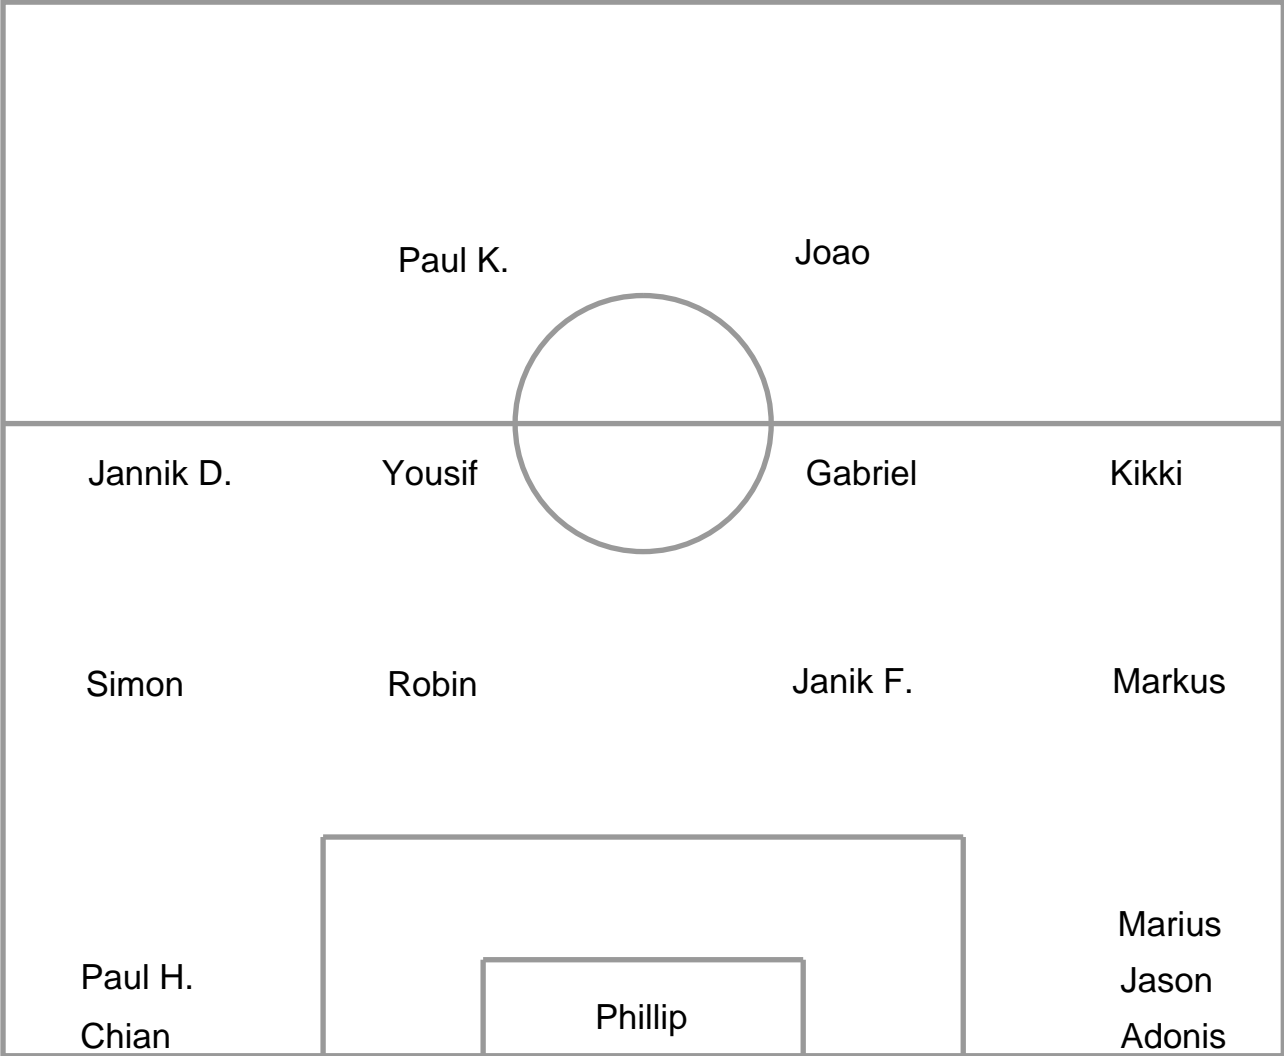 Paul K.
Joao
Jannik D.
Yousif
Gabriel
Kikki
Simon
Robin
Janik F.
Markus
Marius
Paul H.
Jason
Phillip
Chian
Adonis